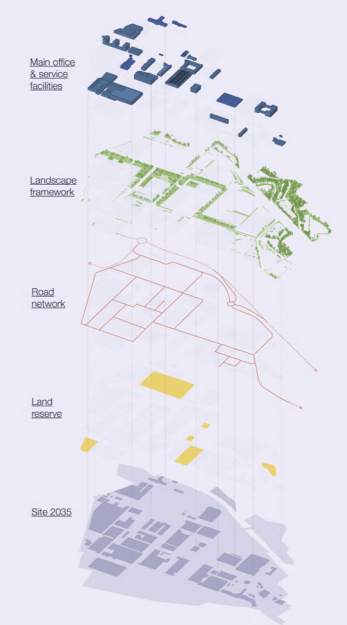 Main office
& service
facilities
Landscape
framework
Road
network
Land
reserve
Site 2035